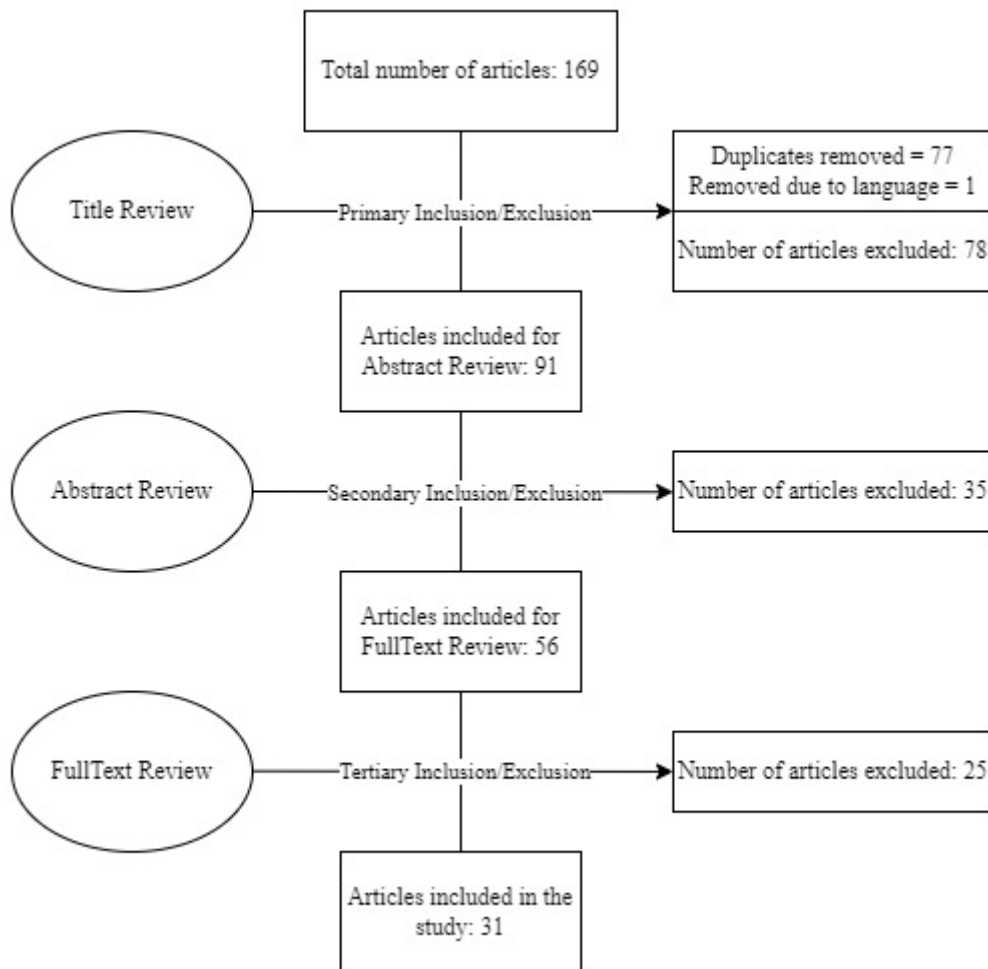 Total number of articles: 169
Duplicates removed = 77
Removed due to language = 1
Title Review
Primary Inclusion/Exclusion
Number of articles excluded: 78
Articles included for
Abstract Review: 91
Abstract Review
Secondary Inclusion/Exclusion
Number of articles excluded: 35
Articles included for
FullText Review: 56
FullText Review
Tertiary Inclusion/Exclusion
Number of articles excluded: 25
Articles included in the
study: 31